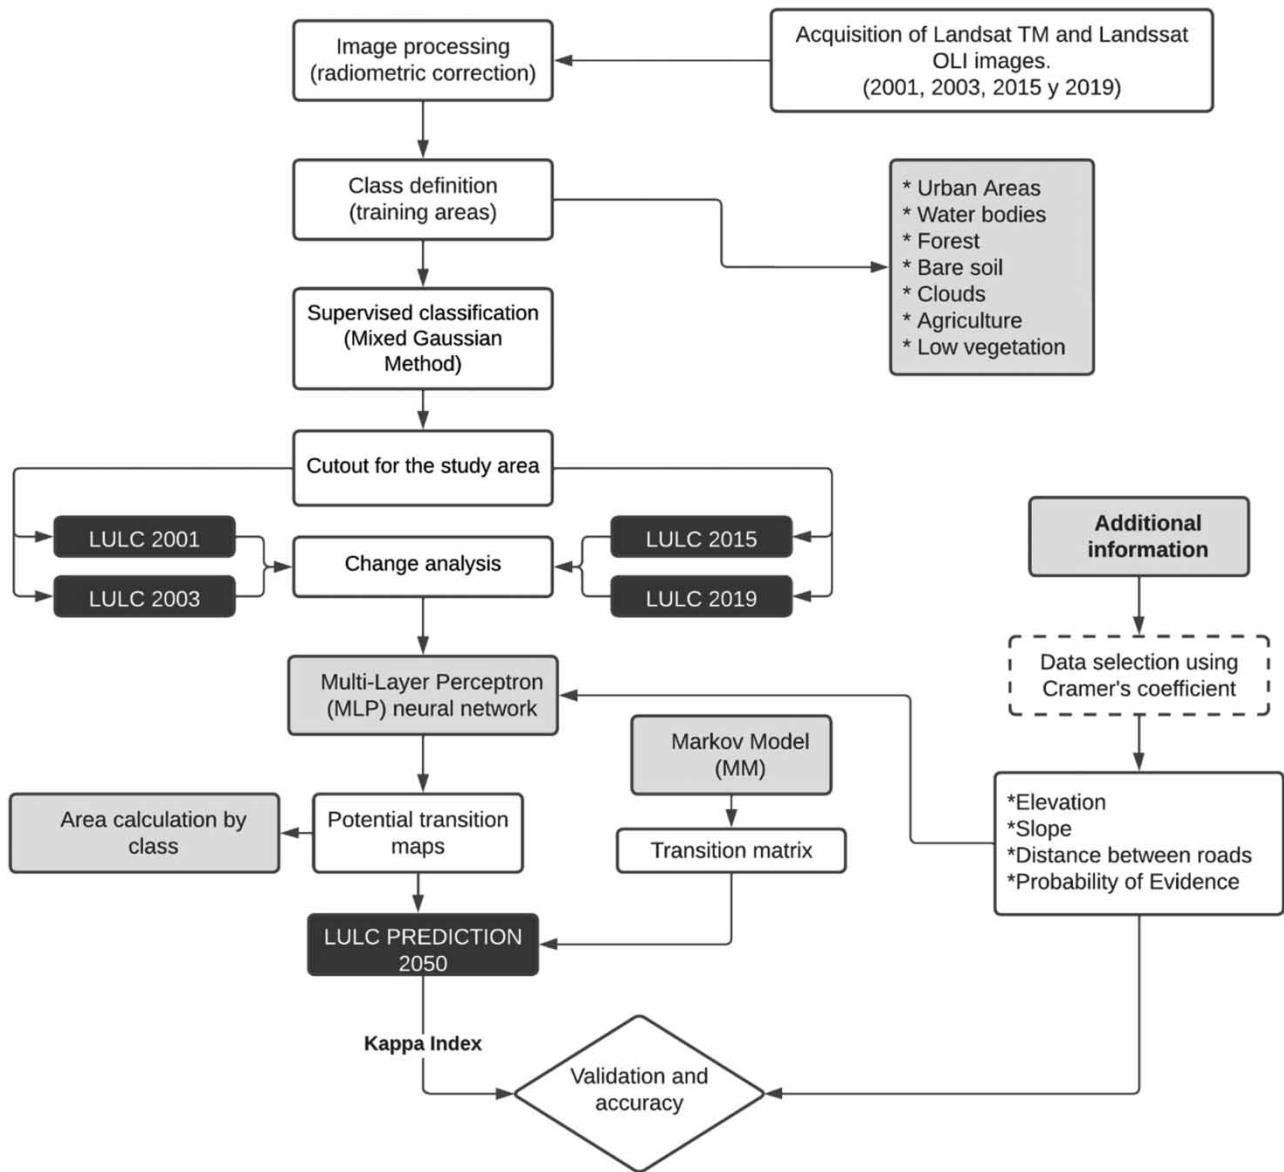 Image processing
(radiometric correction)
Acquisition of Landsat TM and Landssat
OLI images.
(2001, 2003, 2015 y 2019)
Class definition
(training areas)
* Urban Areas
* Water bodies
* Forest
* Bare soil
* Clouds
* Agriculture
* Low vegetation
Supervised classification
(Mixed Gaussian
Method)
Cutout for the study area
LULC 2001
LULC 2003
Change analysis
LULC 2015
LULC 2019
Additional
information
Data selection using
Cramer's coefficient
Multi-Layer Perceptron
(MLP) neural network
Markov Model
(MM)
*Elevation
*Slope
*Distance between roads
*Probability of Evidence
Area calculation by
class
Potential transition
maps
Transition matrix
LULC PREDICTION
2050
Kappa Index
Validation and
accuracy